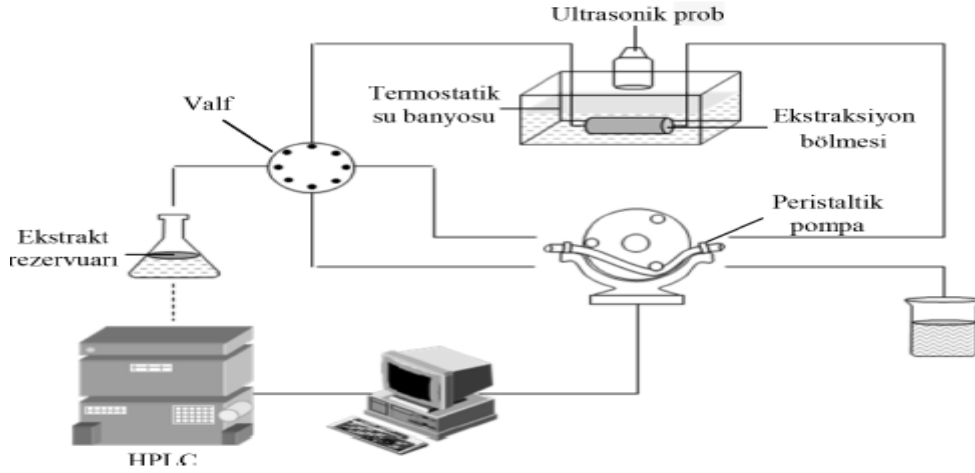 Ultrasonik prob
Valf
Termostatik
su banyosu
Ekstraksiyon
bölmesi
Peristaltik
pompa
Ekstrakt
rezervuarı
HPLC